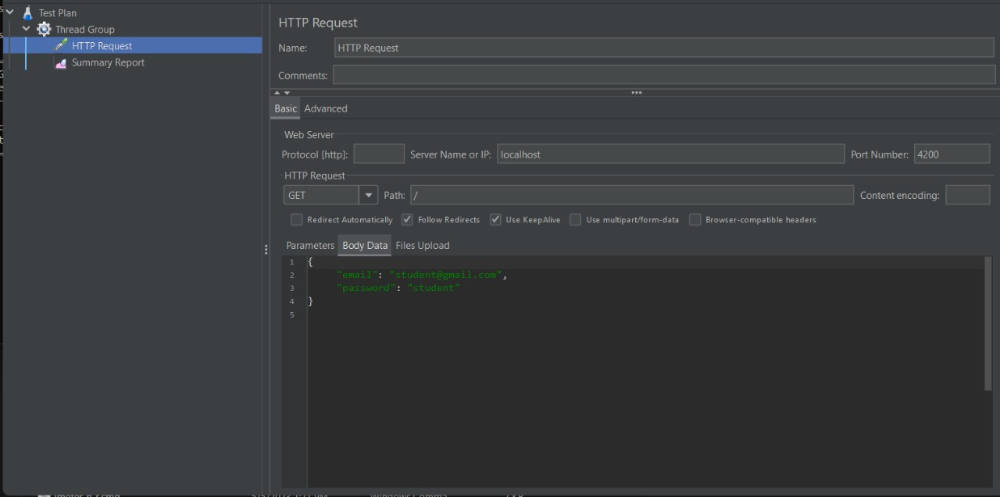 Test Plan
Thread Group
HTTP Request
Summary Report
HTTP Request
Name: HTTP Request
Comments:
Basic Advanced
Web Server
Protocol [http]: Server Name or IP: localhost Port Number: 4200
HTTP Request
GET Path: / Content encoding:
Redirect Automatically Follow Redirects Use KeepAlive Use multipart/form-data Browser-compatible headers
Parameters Body Data Files Upload
1 {
2 "email": "student@gmail.com",
3 "password": "student"
4 }
5